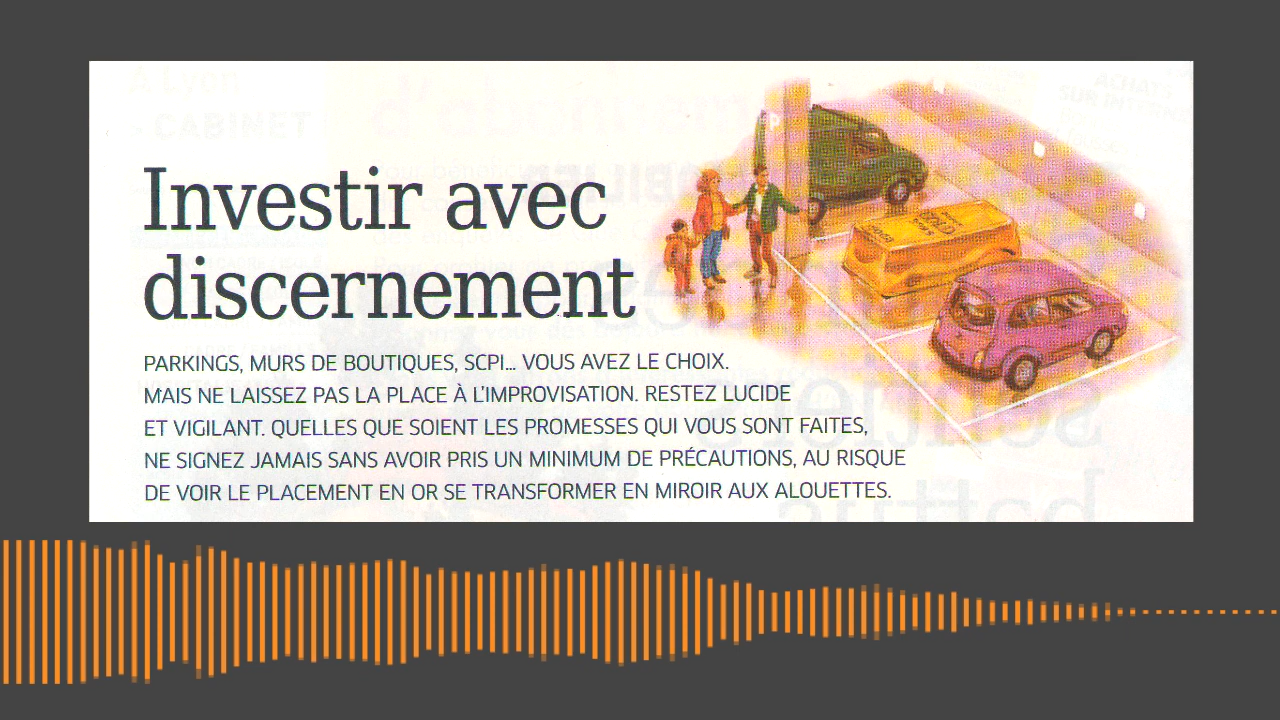 Investir avec
discernement
PARKINGS, MURS DE BOUTIQUES, SCPI... VOUS AVEZ LE CHOIX.
MAIS NE LAISSEZ PAS LA PLACE À L'IMPROVISATION. RESTEZ LUCIDE
ET VIGILANT. QUELLES QUE SOIENT LES PROMESSES QUI VOUS SONT FAITES,
NE SIGNEZ JAMAIS SANS AVOIR PRIS UN MINIMUM DE PRÉCAUTIONS, AU RISQUE
DE VOIR LE PLACEMENT EN OR SE TRANSFORMER EN MIROIR AUX ALOUETTES.